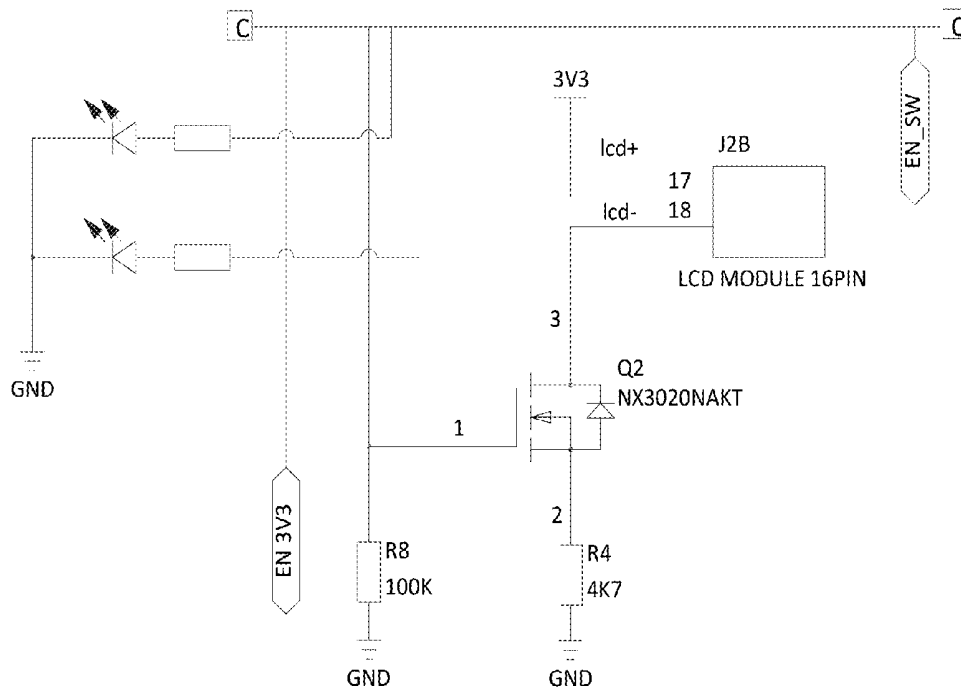 C
C
3V3
EN_SW
lcd+
J2B
17
lcd-
18
LCD MODULE 16PIN
3
GND
Q2
NX3020NAKT
1
EN 3V3
2
R8
100K
R4
4K7
GND
GND